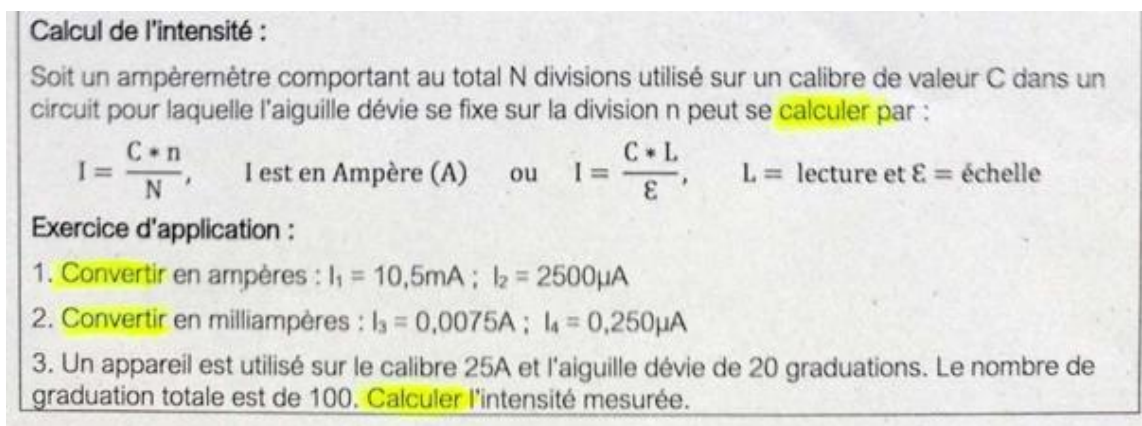 Calcul de l'intensité :
Soit un ampèremètre comportant au total N divisions utilisé sur un calibre de valeur C dans un
circuit pour laquelle l'aiguille dévie se fixe sur la division n peut se calculer par :
I = C * n / N, I est en Ampère (A) ou I = C * L / Ɛ, L = lecture et Ɛ = échelle
Exercice d'application :
1. Convertir en ampères : I₁ = 10,5mA ; I₂ = 2500µA
2. Convertir en milliampères : I₃ = 0,0075A ; I₄ = 0,250µA
3. Un appareil est utilisé sur le calibre 25A et l'aiguille dévie de 20 graduations. Le nombre de
graduation totale est de 100. Calculer l'intensité mesurée.